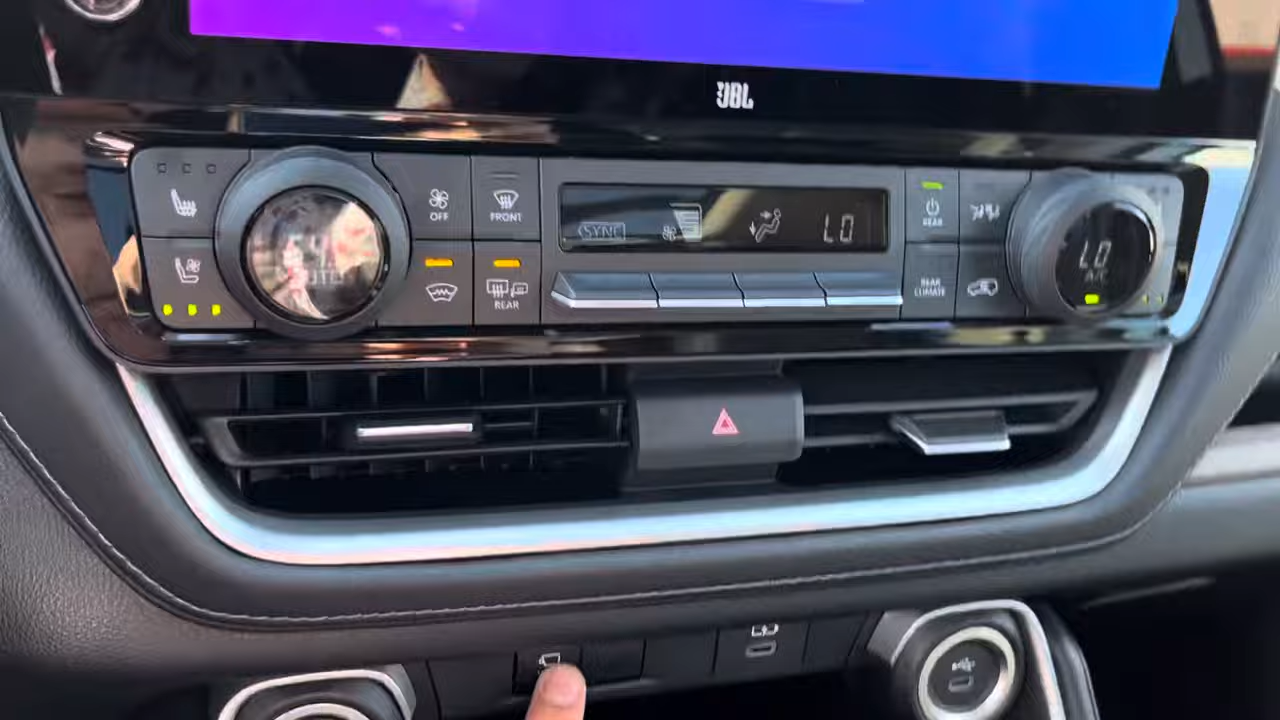 JBL
OFF
FRONT
SYNC
LO
REAR
LO
A/C
REAR
REAR
CLIMATE